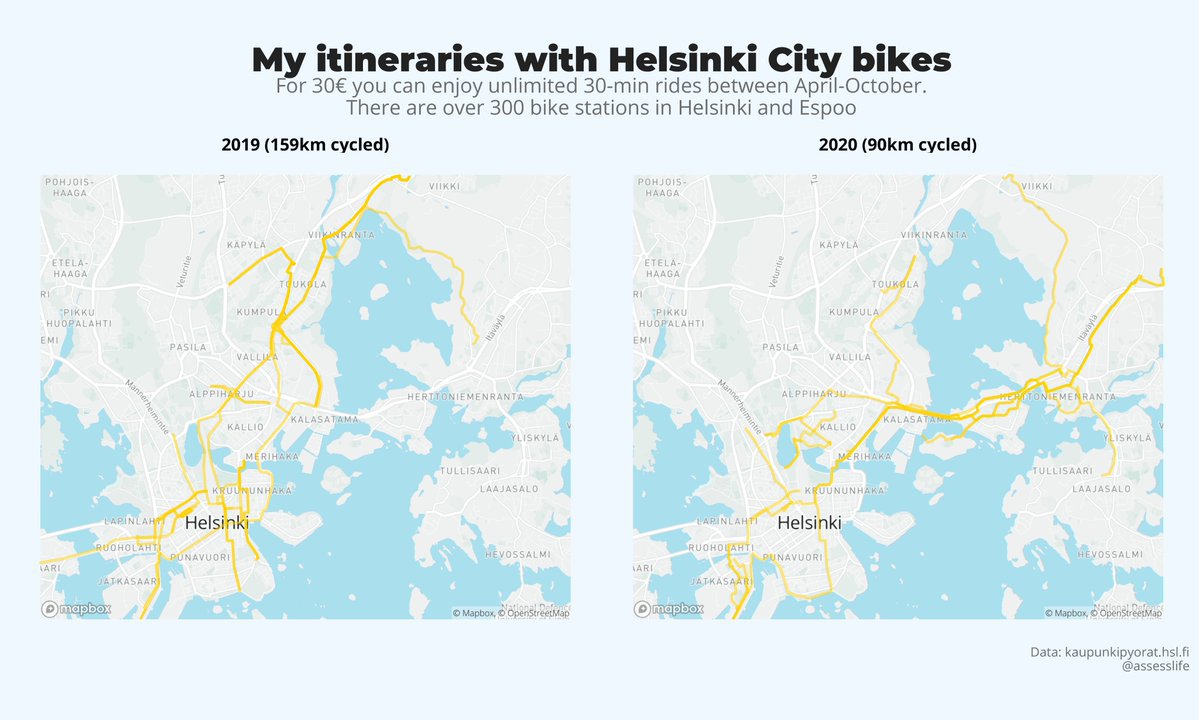 My itineraries with Helsinki City bikes
For 30€ you can enjoy unlimited 30-min rides between April-October.
There are over 300 bike stations in Helsinki and Espoo
2019 (159km cycled)
POHJOIS-
HAAGA
VIIKKI
KÄPYLÄ
VIIKINRANTA
ETELÄ-
HAAGA
Veturitie
TOUKOLA
PIKKU
HUOPALAHTI
KUMPUL
Itäväylä
PASILA
VALLILA
Mannerheimintie
ALPPIHARJU
HERTTONIEMENRANTA
KALLIO
KALASATAMA
YLISKYLÄ
MERIHAKA
TULLISAARI
LAAJASALO
KRUUNUNHAKA
LAPINLAHTI
Helsinki
RUOHOLAHTI
PUNAVUORI
HEVOSSALMI
JÄTKÄSAARI
mapbox
© Mapbox, © OpenStreetMap
2020 (90km cycled)
POHJOIS-
HAAGA
VIIKKI
KÄPYLÄ
VIIKINRANTA
ETELÄ-
HAAGA
Veturitie
TOUKOLA
PIKKU
HUOPALAHTI
KUMPULA
Itäväylä
PASILA
VALLILA
Mannerheimintie
ALPPIHARJU
HERTTONIEMENRANTA
KALLIO
KALASATAMA
YLISKYLÄ
MERIHAKA
TULLISAARI
LAAJASALO
KRUUNUNHAKA
LAPINLAHTI
Helsinki
RUOHOLAHTI
PUNAVUORI
HEVOSSALMI
JÄTKÄSAARI
mapbox
© Mapbox, © OpenStreetMap
Data: kaupunkipyorat.hsl.fi
@assesslife